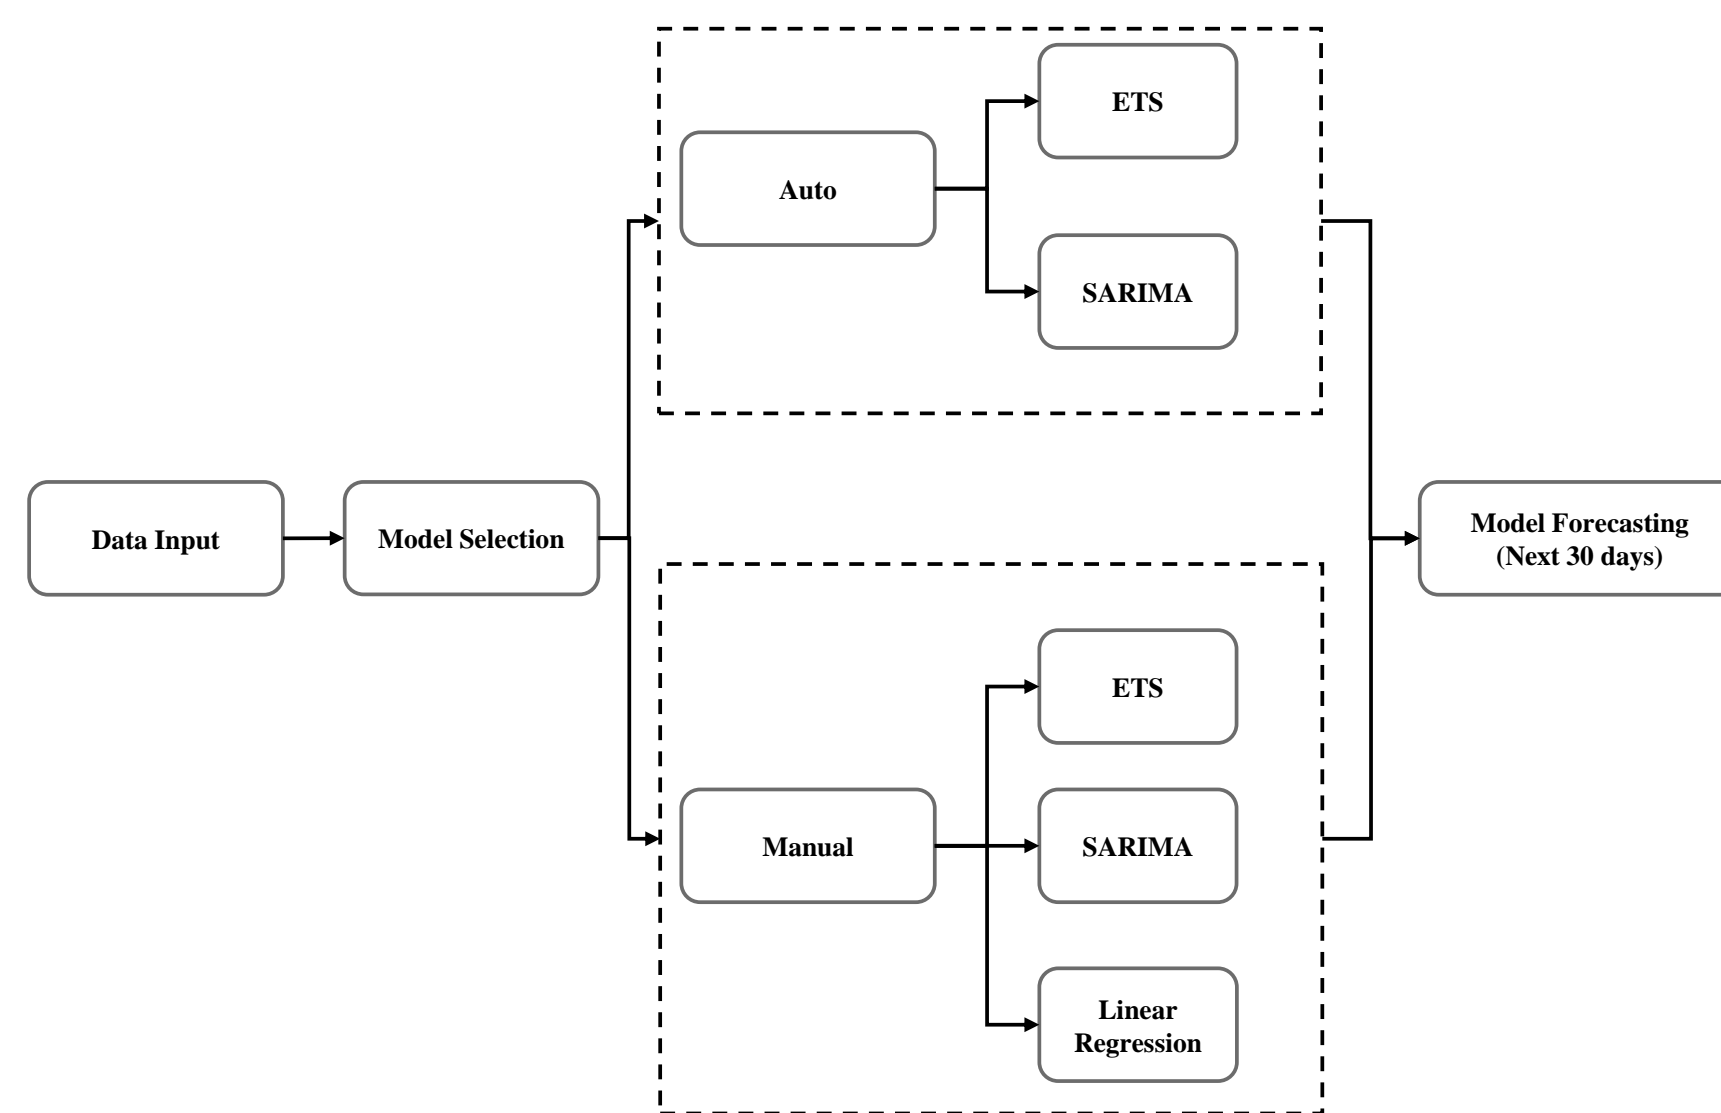 Data Input
Model Selection
Auto
ETS
SARIMA
Manual
ETS
SARIMA
Linear
Regression
Model Forecasting
(Next 30 days)